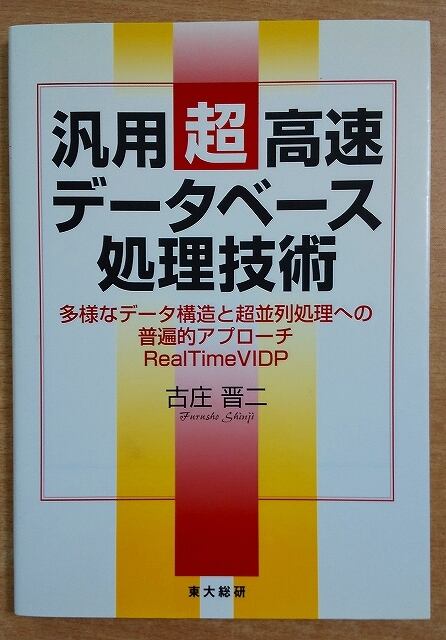 汎用超高速
データベース
処理技術
多様なデータ構造と超並列処理への
普遍的アプローチ
RealTimeVIDP
古庄 晋二
Furusho Shinji
東大総研